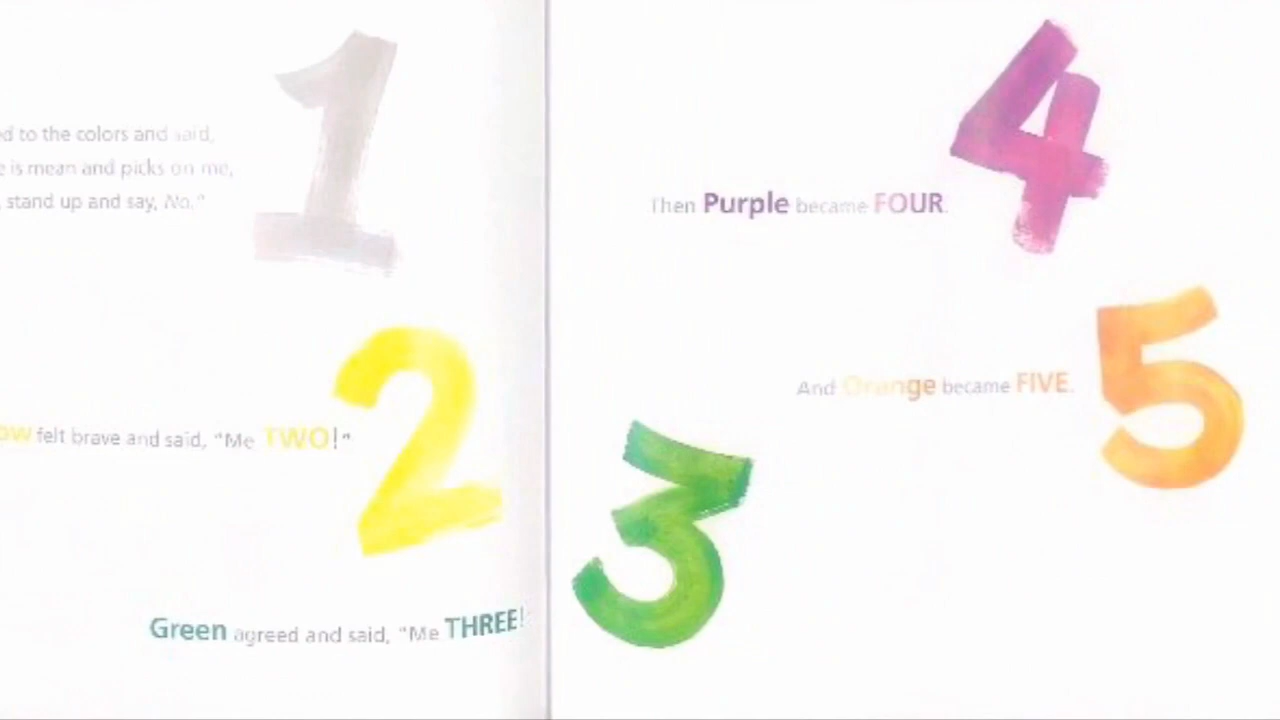 1
ed to the colors and said,
e is mean and picks on me,
, stand up and say, No."
2
ow felt brave and said, "Me TWO!"
Green agreed and said, "Me THREE!
3
4
Then Purple became FOUR.
And Orange became FIVE.
5